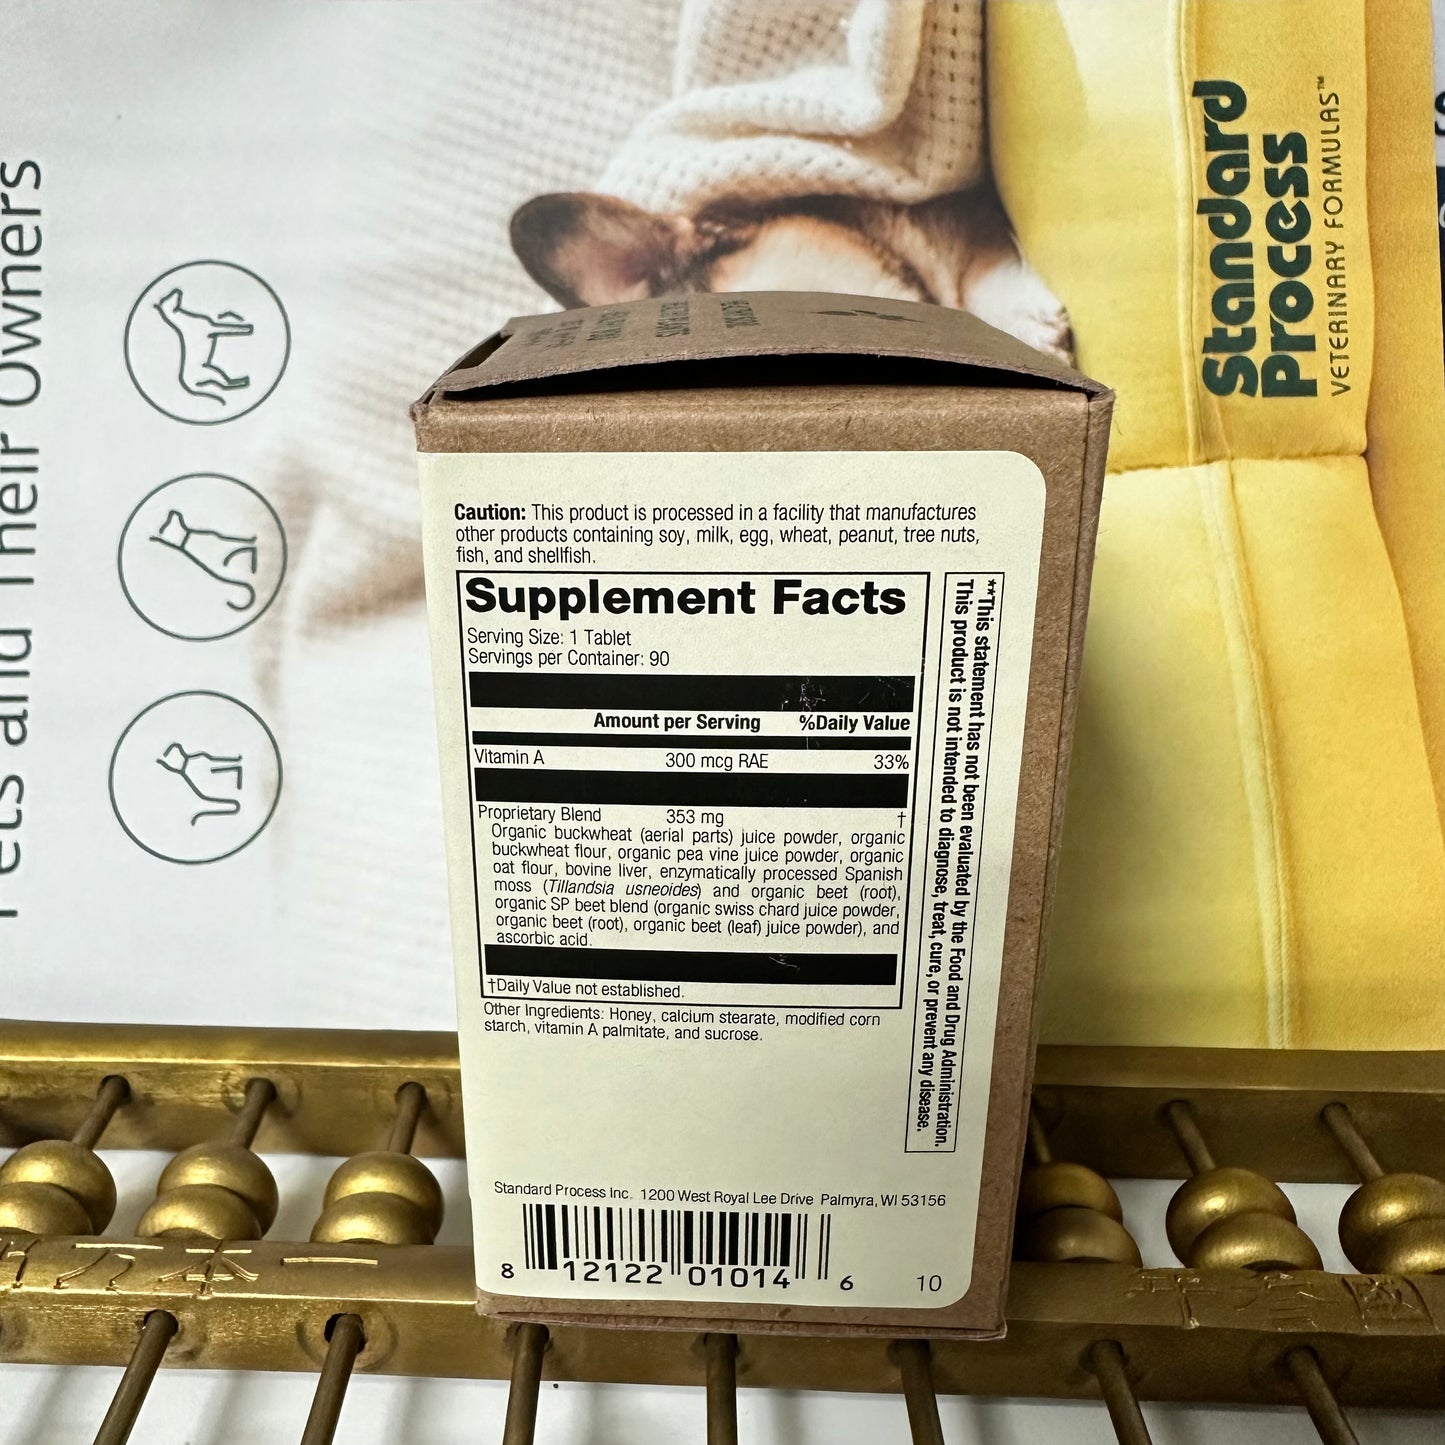 Pets and Their Owners
Standard
Process
VETERINARY FORMULAS™
Caution: This product is processed in a facility that manufactures
other products containing soy, milk, egg, wheat, peanut, tree nuts,
fish, and shellfish.
Supplement Facts
Serving Size: 1 Tablet
Servings per Container: 90
Amount per Serving %Daily Value
Vitamin A 300 mcg RAE 33%
Proprietary Blend 353 mg †
Organic buckwheat (aerial parts) juice powder, organic
buckwheat flour, organic pea vine juice powder, organic
oat flour, bovine liver, enzymatically processed Spanish
moss (Tillandsia usneoides) and organic beet (root),
organic SP beet blend (organic swiss chard juice powder,
organic beet (root), organic beet (leaf) juice powder), and
ascorbic acid.
†Daily Value not established.
Other Ingredients: Honey, calcium stearate, modified corn
starch, vitamin A palmitate, and sucrose.
**This statement has not been evaluated by the Food and Drug Administration.
This product is not intended to diagnose, treat, cure, or prevent any disease.
Standard Process Inc. 1200 West Royal Lee Drive Palmyra, WI 53156
8 12122 01014 6 10
万本一